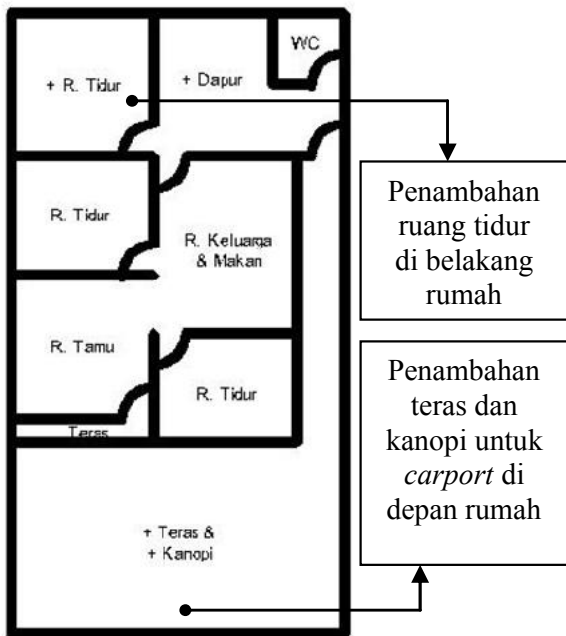 WC
+ R. Tidur
+ Dapur
R. Tidur
R. Keluarga
& Makan
R. Tamu
R. Tidur
Teras
+ Teras &
+ Kanopi
Penambahan
ruang tidur
di belakang
rumah
Penambahan
teras dan
kanopi untuk
carport di
depan rumah